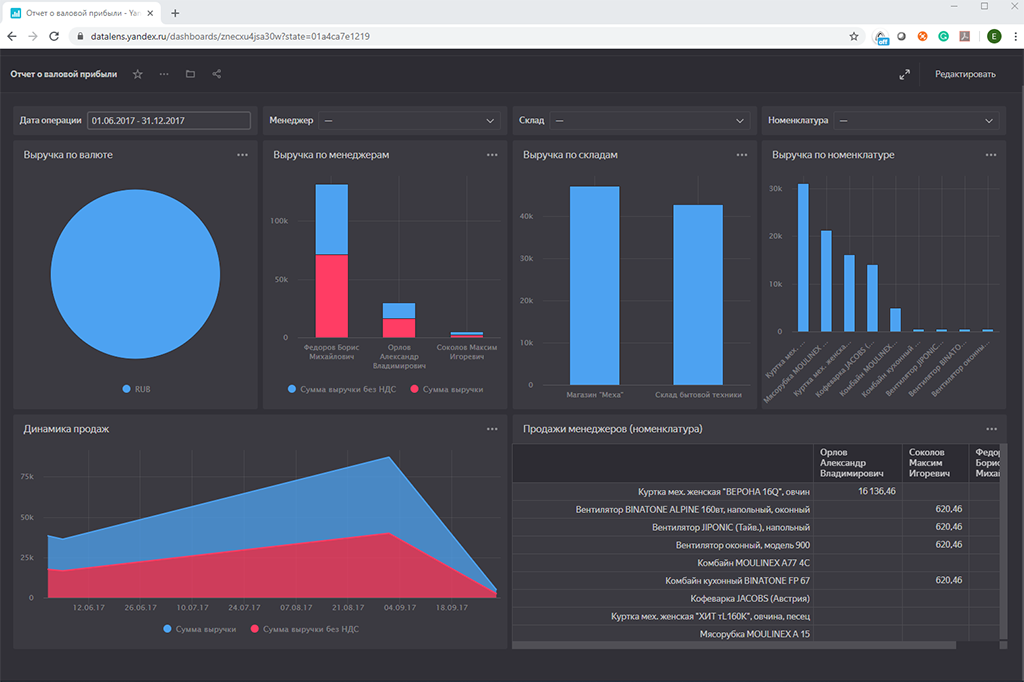 Отчет о валовой прибыли - Yan
datalens.yandex.ru/dashboards/znecxu4jsa30w?state=01a4ca7e1219
off
E
Отчет о валовой прибыли
Редактировать
Дата операции 01.06.2017 - 31.12.2017
Менеджер —
Склад —
Номенклатура —
Выручка по валюте
RUB
Выручка по менеджерам
100k
50k
0
Федоров Борис
Михайлович
Орлов
Александр
Владимирович
Соколов Максим
Игоревич
Сумма выручки без НДС
Сумма выручки
Выручка по складам
40k
30k
20k
10k
0
Магазин "Меха"
Склад бытовой техники
Выручка по номенклатуре
30k
20k
10k
0
Куртка мех. ...
Мясорубка MOULINEX ...
Куртка мех. женска...
Кофеварка JACOBS (...
Комбайн MOULINEX...
Комбайн кухонный ...
Вентилятор JIPONIC...
Вентилятор BINATO...
Вентилятор оконны...
Динамика продаж
75k
50k
25k
0
12.06.17
26.06.17
10.07.17
24.07.17
07.08.17
21.08.17
04.09.17
18.09.17
Сумма выручки
Сумма выручки без НДС
Продажи менеджеров (номенклатура)
Орлов
Александр
Владимирович
Соколов
Максим
Игоревич
Федор
Борис
Михаи
Куртка мех. женская "ВЕРОНА 16Q", овчин 16 136,46
Вентилятор BINATONE ALPINE 160вт, напольный, оконный 620,46
Вентилятор JIPONIC (Тайв.), напольный 620,46
Вентилятор оконный, модель 900 620,46
Комбайн MOULINEX A77 4C
Комбайн кухонный BINATONE FP 67 620,46
Кофеварка JACOBS (Австрия)
Куртка мех. женская "ХИТ тL160К", овчина, песец
Мясорубка MOULINEX A 15